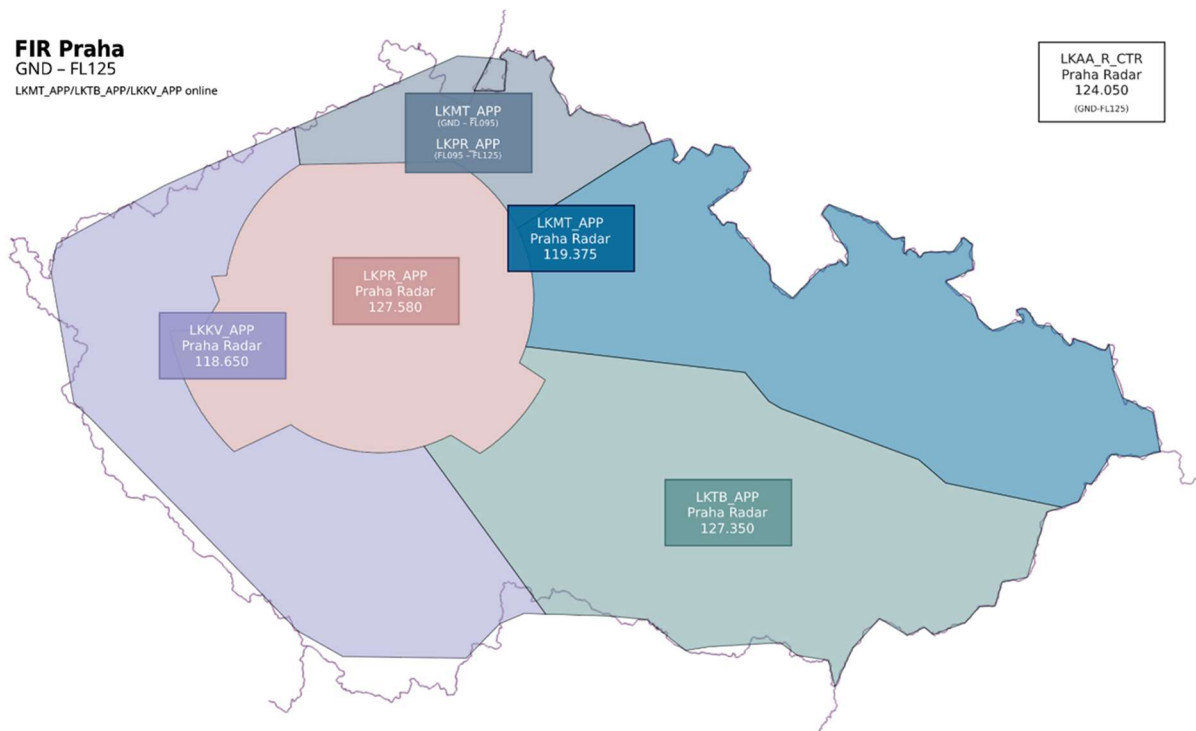 FIR Praha
GND – FL125
LKMT_APP/LKTB_APP/LKKV_APP online
LKAA_R_CTR
Praha Radar
124.050
(GND-FL125)
LKMT_APP
(GND – FL095)
LKPR_APP
(FL095 – FL125)
LKMT_APP
Praha Radar
119.375
LKPR_APP
Praha Radar
127.580
LKKV_APP
Praha Radar
118.650
LKTB_APP
Praha Radar
127.350